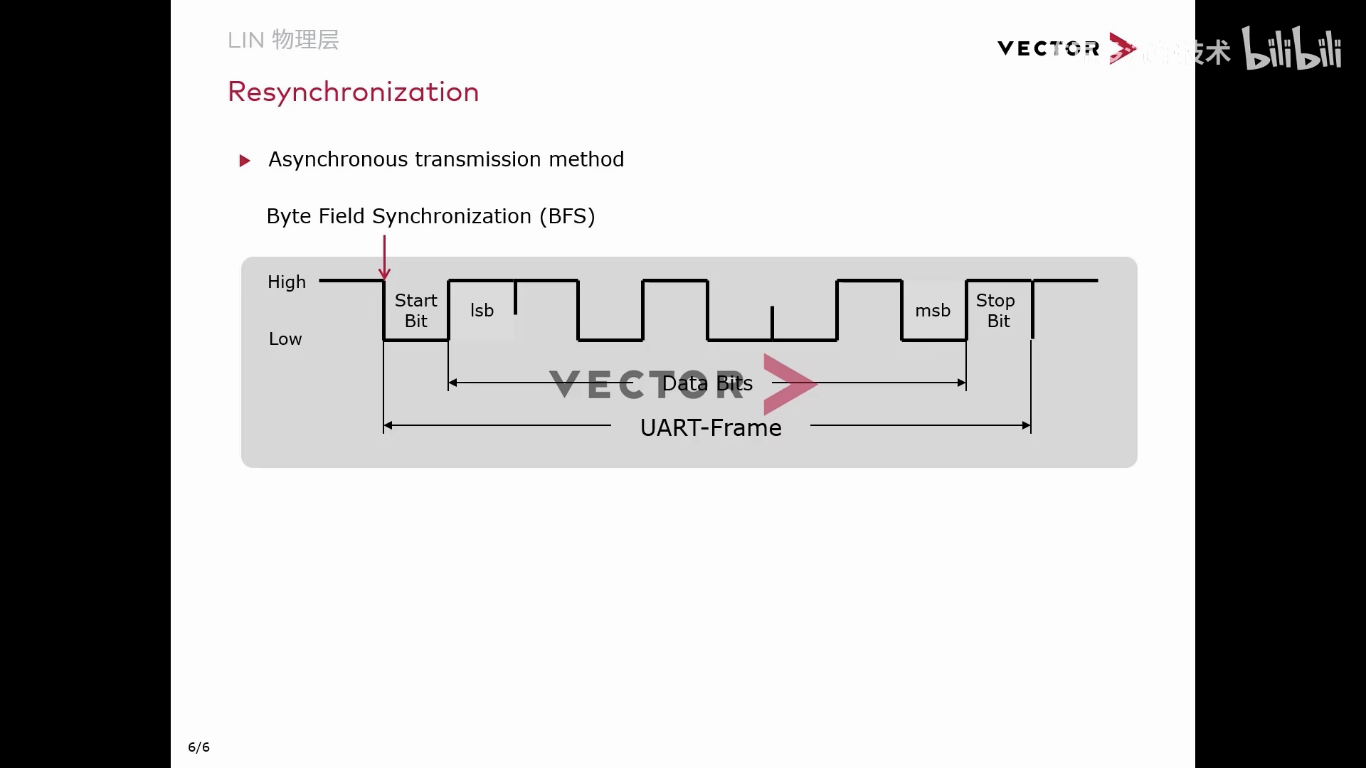 LIN 物理层
VECTOR
技术 bilibili
Resynchronization
Asynchronous transmission method
Byte Field Synchronization (BFS)
High
Low
Start
Bit
lsb
msb
Stop
Bit
Data Bits
VECTOR
UART-Frame
6/6